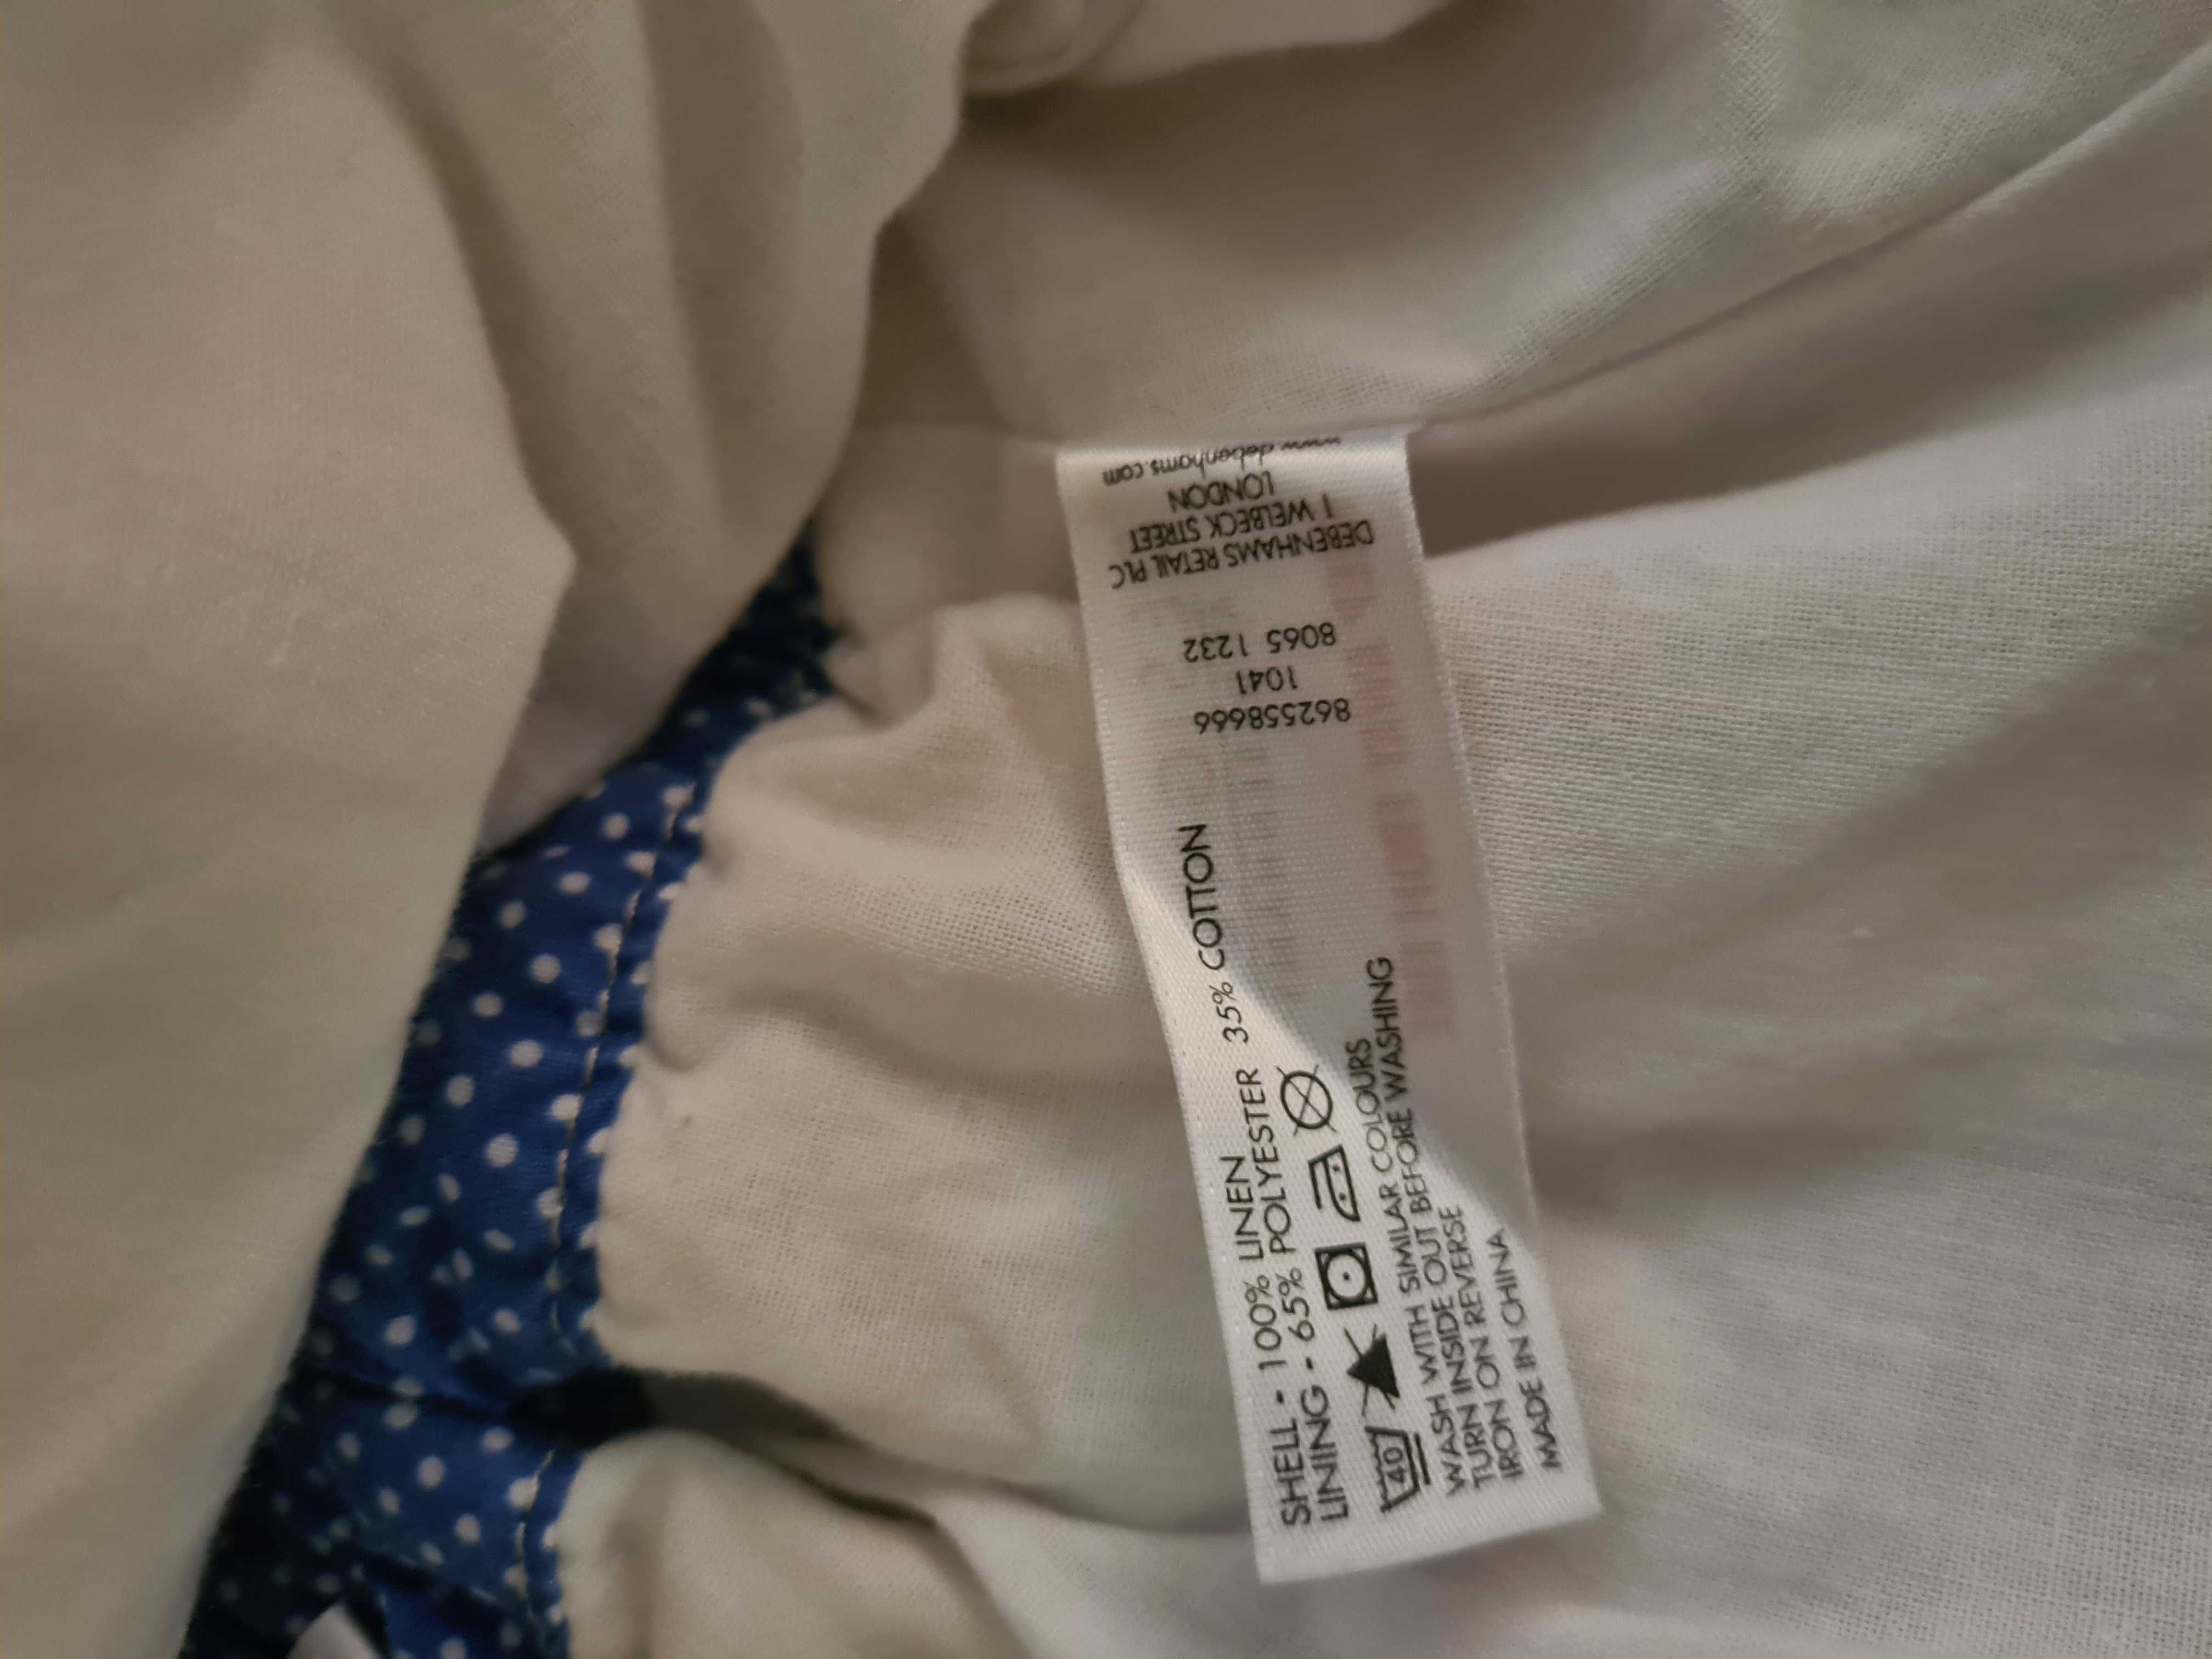 SHELL - 100% LINEN
LINING - 65% POLYESTER 35% COTTON
40
WASH WITH SIMILAR COLOURS
WASH INSIDE OUT BEFORE WASHING
TURN INSIDE
IRON ON REVERSE
MADE IN CHINA
862558666
1041
8065 1232
DEBENHAMS RETAIL PLC
1 WELBECK STREET
LONDON
www.debenhams.com